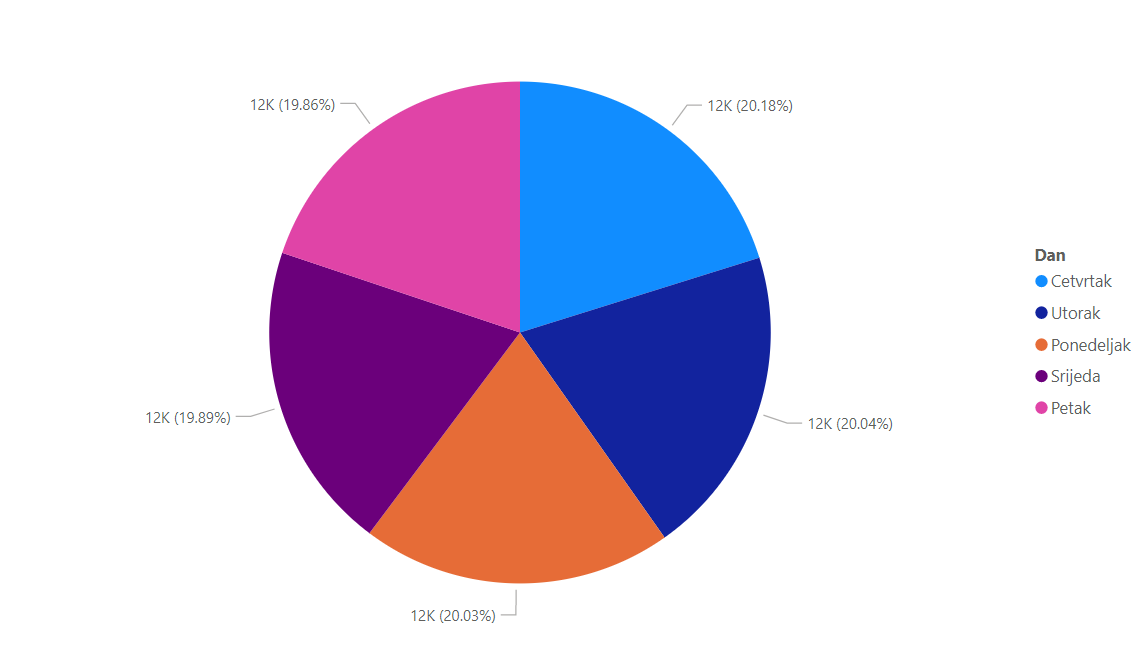 12K (19.86%)
12K (20.18%)
12K (19.89%)
12K (20.04%)
12K (20.03%)
Dan
Cetvrtak
Utorak
Ponedeljak
Srijeda
Petak